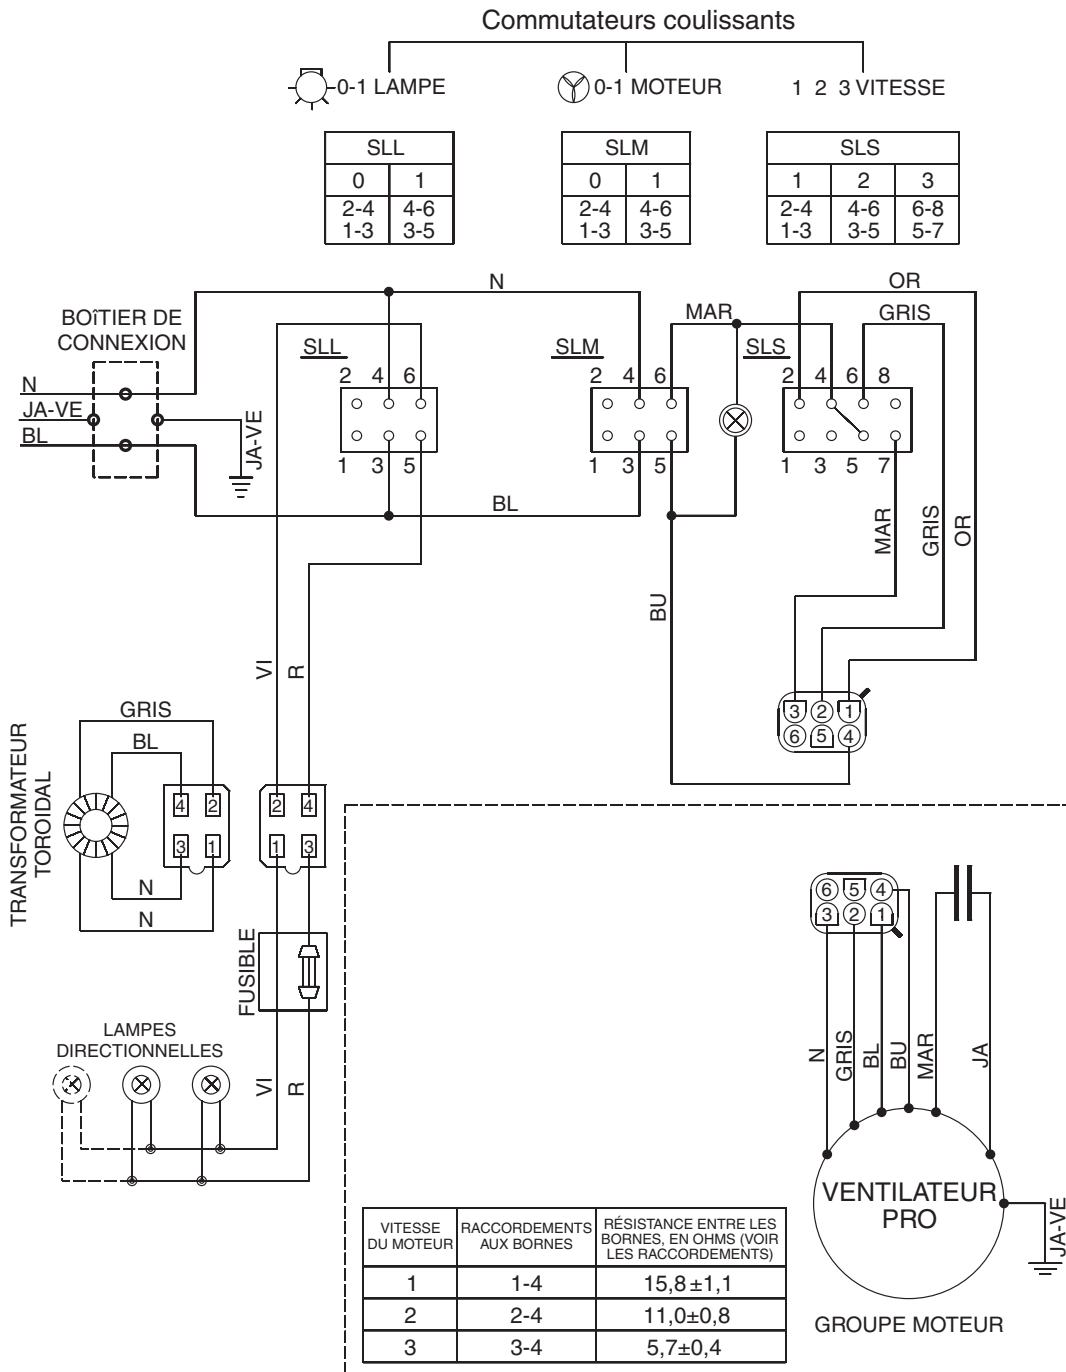 Commutateurs coulissants
0-1 LAMPE
0-1 MOTEUR
1 2 3 VITESSE
SLL
0 1
2-4 4-6
1-3 3-5
SLM
0 1
2-4 4-6
1-3 3-5
SLS
1 2 3
2-4 4-6 6-8
1-3 3-5 5-7
N
OR
MAR
GRIS
BOîTIER DE
CONNEXION
N
JA-VE
BL
JA-VE
SLL
2 4 6
1 3 5
SLM
2 4 6
1 3 5
SLS
2 4 6 8
1 3 5 7
BL
MAR
GRIS
OR
BU
VI
R
3 2 1
6 5 4
TRANSFORMATEUR
TOROIDAL
GRIS
BL
4 2
3 1
N
N
2 4
1 3
FUSIBLE
LAMPES
DIRECTIONNELLES
VI
R
6 5 4
3 2 1
N
GRIS
BL
BU
MAR
JA
VENTILATEUR
PRO
JA-VE
GROUPE MOTEUR
VITESSE
DU MOTEUR
RACCORDEMENTS
AUX BORNES
RÉSISTANCE ENTRE LES
BORNES, EN OHMS (VOIR
LES RACCORDEMENTS)
1 1-4 15,8±1,1
2 2-4 11,0±0,8
3 3-4 5,7±0,4